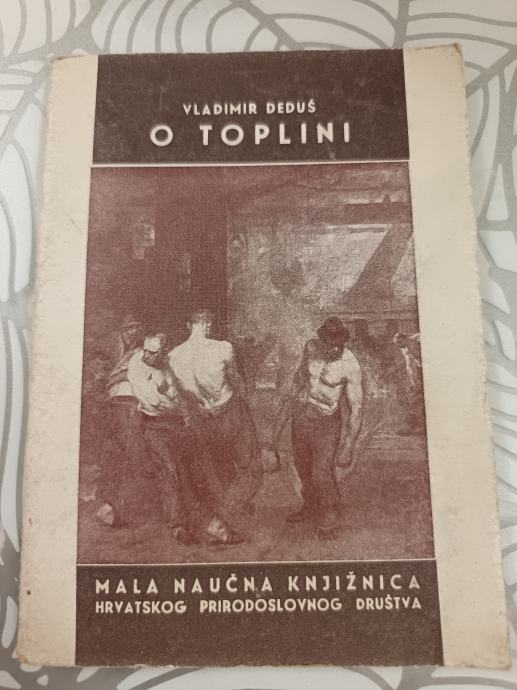 VLADIMIR DEDUŠ
O TOPLINI
MALA NAUČNA KNJIŽNICA
HRVATSKOG PRIRODOSLOVNOG DRUŠTVA